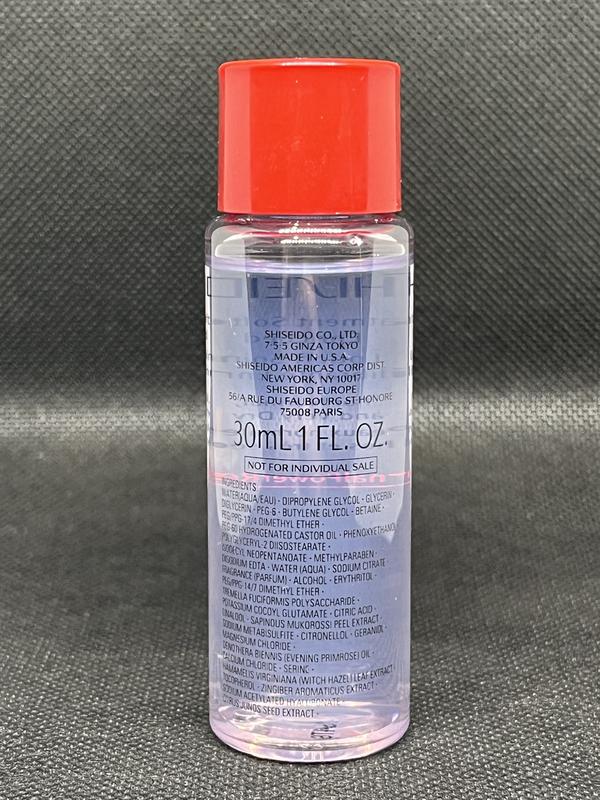 SHISEIDO CO., LTD.
7-5-5 GINZA TOKYO
MADE IN U.S.A.
SHISEIDO AMERICAS CORP. DIST.
NEW YORK, NY 10017
SHISEIDO EUROPE
56/A RUE DU FAUBOURG ST-HONORE
75008 PARIS
30mL 1 FL. OZ.
NOT FOR INDIVIDUAL SALE
INGREDIENTS
WATER(AQUA/EAU)・DIPROPYLENE GLYCOL・GLYCERIN・
DIGLYCERIN・PEG-6・BUTYLENE GLYCOL・BETAINE・
PEG/PPG-17/4 DIMETHYL ETHER・
PEG-60 HYDROGENATED CASTOR OIL・PHENOXYETHANOL・
POLYGLYCERYL-2 DIISOSTEARATE・
ISODECYL NEOPENTANOATE・METHYLPARABEN・
DISODIUM EDTA・WATER (AQUA)・SODIUM CITRATE・
FRAGRANCE (PARFUM)・ALCOHOL・ERYTHRITOL・
PEG/PPG-14/7 DIMETHYL ETHER・
TREMELLA FUCIFORMIS POLYSACCHARIDE・
POTASSIUM COCOYL GLUTAMATE・CITRIC ACID・
LINALOOL・SAPINDUS MUKOROSSI PEEL EXTRACT・
SODIUM METABISULFITE・CITRONELLOL・GERANIOL・
MAGNESIUM CHLORIDE・
OENOTHERA BIENNIS (EVENING PRIMROSE) OIL・
CALCIUM CHLORIDE・SERINE・
HAMAMELIS VIRGINIANA (WITCH HAZEL) LEAF EXTRACT・
TOCOPHEROL・ZINGIBER AROMATICUS EXTRACT・
SODIUM ACETYLATED HYALURONATE・
CITRUS JUNOS SEED EXTRACT・